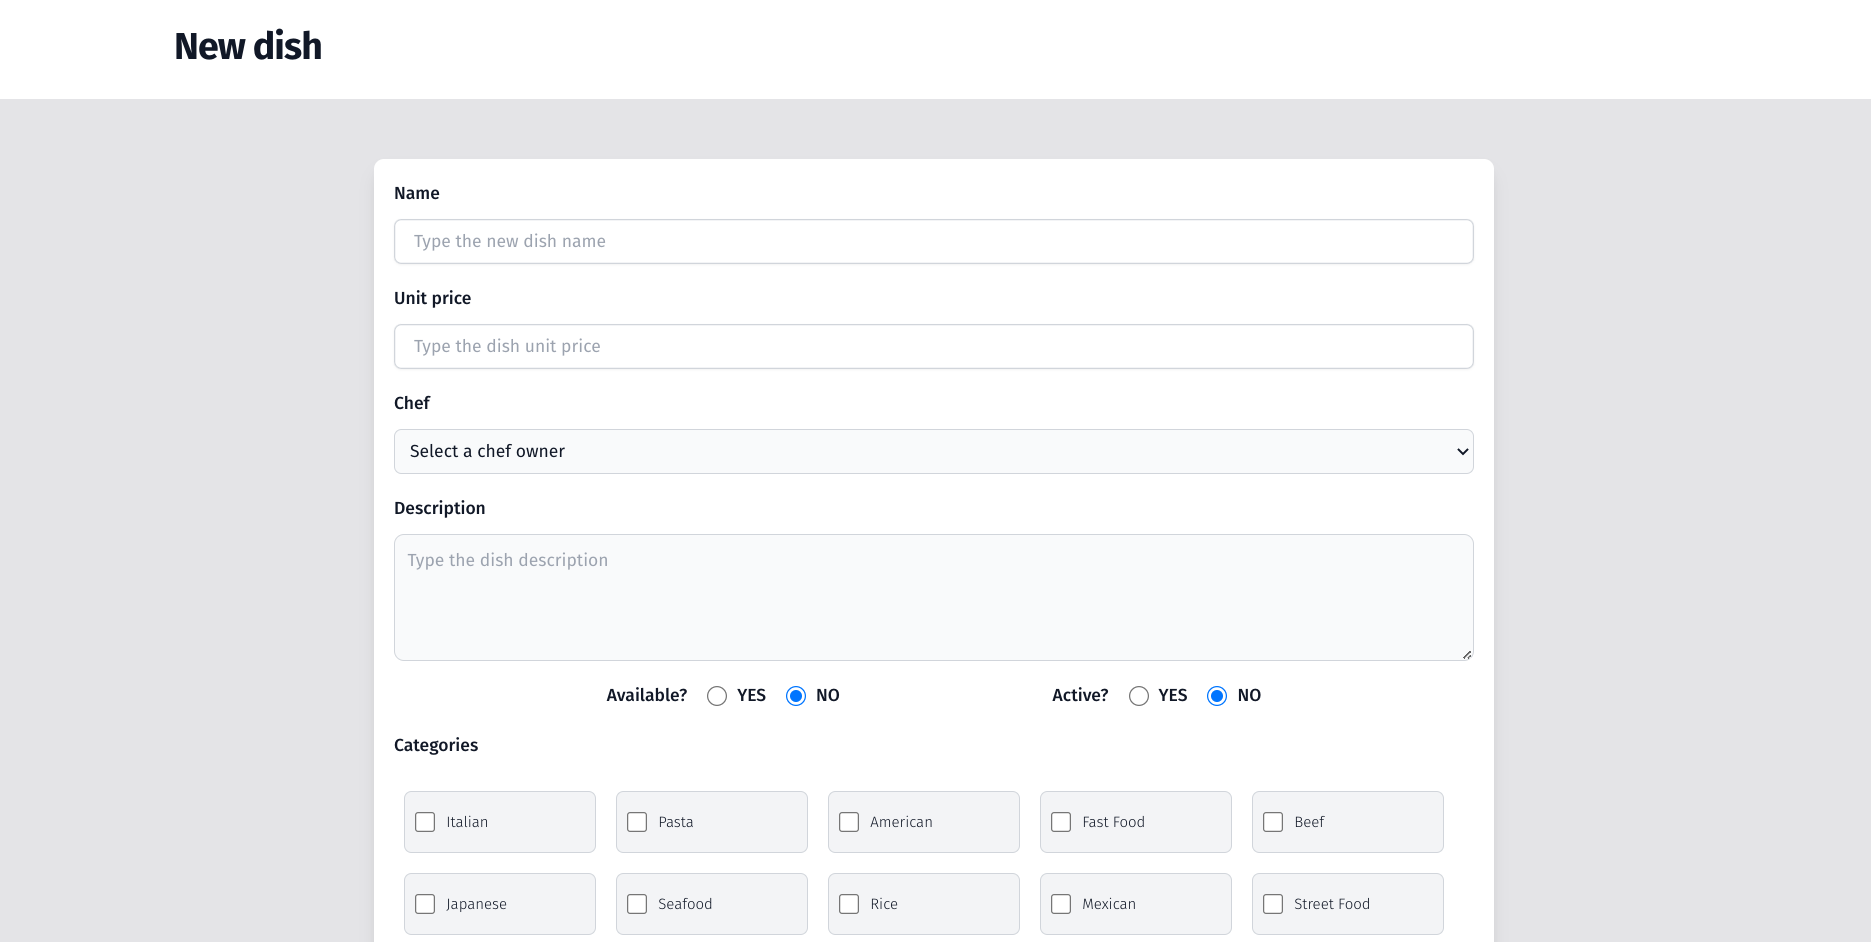 New dish
Name
Type the new dish name
Unit price
Type the dish unit price
Chef
Select a chef owner
Description
Type the dish description
Available? YES NO Active? YES NO
Categories
Italian Pasta American Fast Food Beef
Japanese Seafood Rice Mexican Street Food